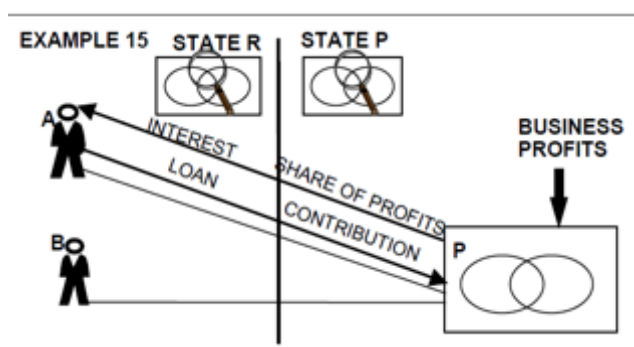 EXAMPLE 15
STATE R
STATE P
A
INTEREST
SHARE OF PROFITS
LOAN
CONTRIBUTION
BUSINESS
PROFITS
B
P